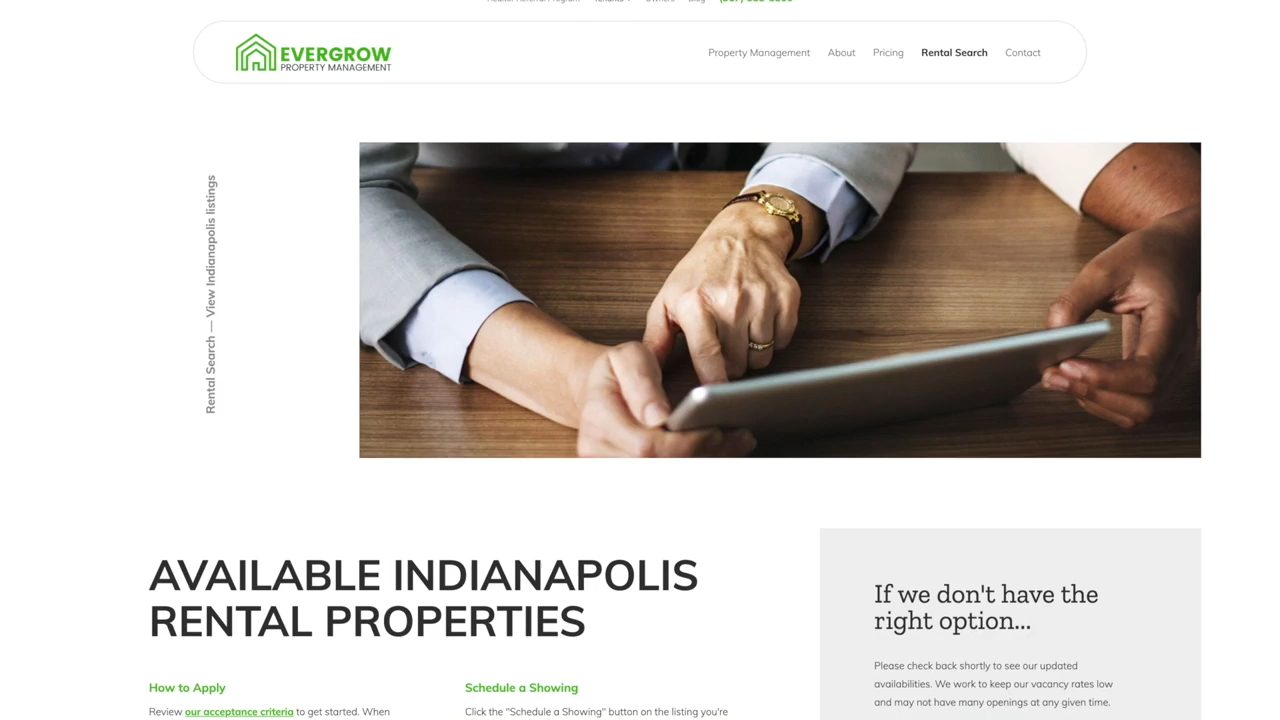 Tenants
Owners
Blog
EVERGROW
PROPERTY MANAGEMENT
Property Management
About
Pricing
Rental Search
Contact
Rental Search — View Indianapolis listings
AVAILABLE INDIANAPOLIS
RENTAL PROPERTIES
How to Apply
Review our acceptance criteria to get started. When
Schedule a Showing
Click the "Schedule a Showing" button on the listing you're
If we don't have the
right option...
Please check back shortly to see our updated
availabilities. We work to keep our vacancy rates low
and may not have many openings at any given time.